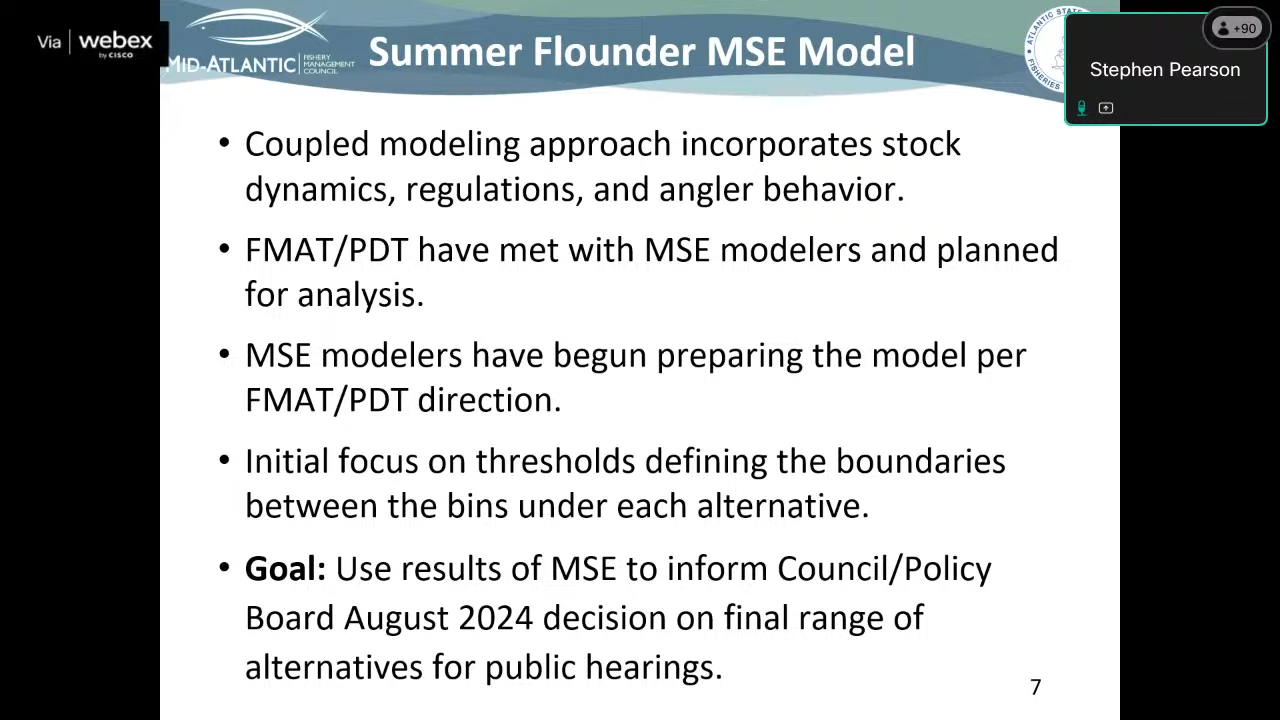 Via webex
by CISCO
MID-ATLANTIC
FISHERY
MANAGEMENT
COUNCIL
Summer Flounder MSE Model
ATLANTIC STATE
FISHERIES
+90
Stephen Pearson
• Coupled modeling approach incorporates stock
dynamics, regulations, and angler behavior.
• FMAT/PDT have met with MSE modelers and planned
for analysis.
• MSE modelers have begun preparing the model per
FMAT/PDT direction.
• Initial focus on thresholds defining the boundaries
between the bins under each alternative.
• Goal: Use results of MSE to inform Council/Policy
Board August 2024 decision on final range of
alternatives for public hearings.
7